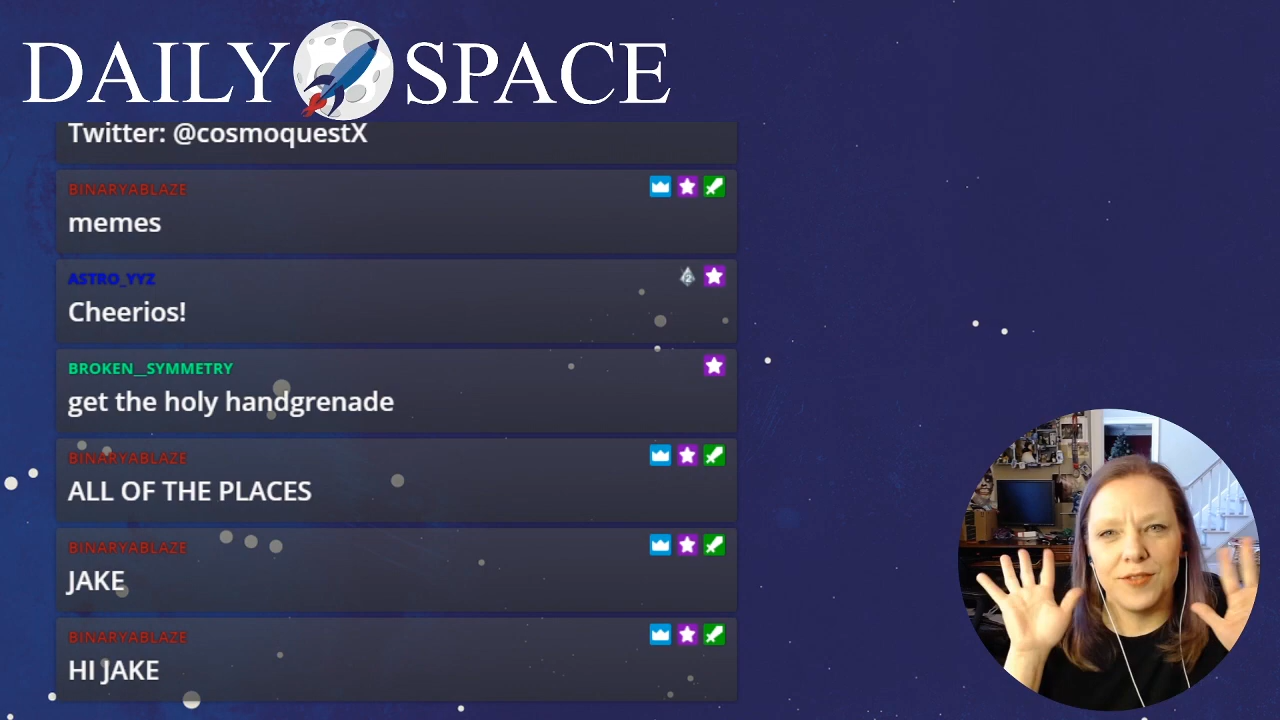 DAILY SPACE
Twitter: @cosmoquestX
BINARYABLAZE
memes
ASTRO_YYZ
Cheerios!
BROKEN__SYMMETRY
get the holy handgrenade
BINARYABLAZE
ALL OF THE PLACES
BINARYABLAZE
JAKE
BINARYABLAZE
HI JAKE